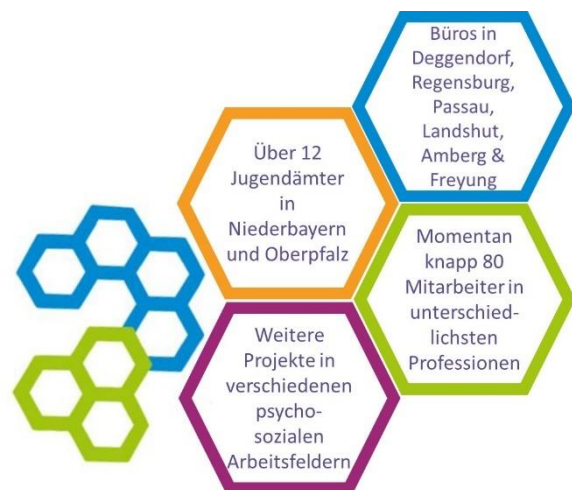 Büros in
Deggendorf,
Regensburg,
Passau,
Landshut,
Amberg &
Freyung
Über 12
Jugendämter
in
Niederbayern
und Oberpfalz
Momentan
knapp 80
Mitarbeiter in
unterschied-
lichsten
Professionen
Weitere
Projekte in
verschiedenen
psycho-
sozialen
Arbeitsfeldern